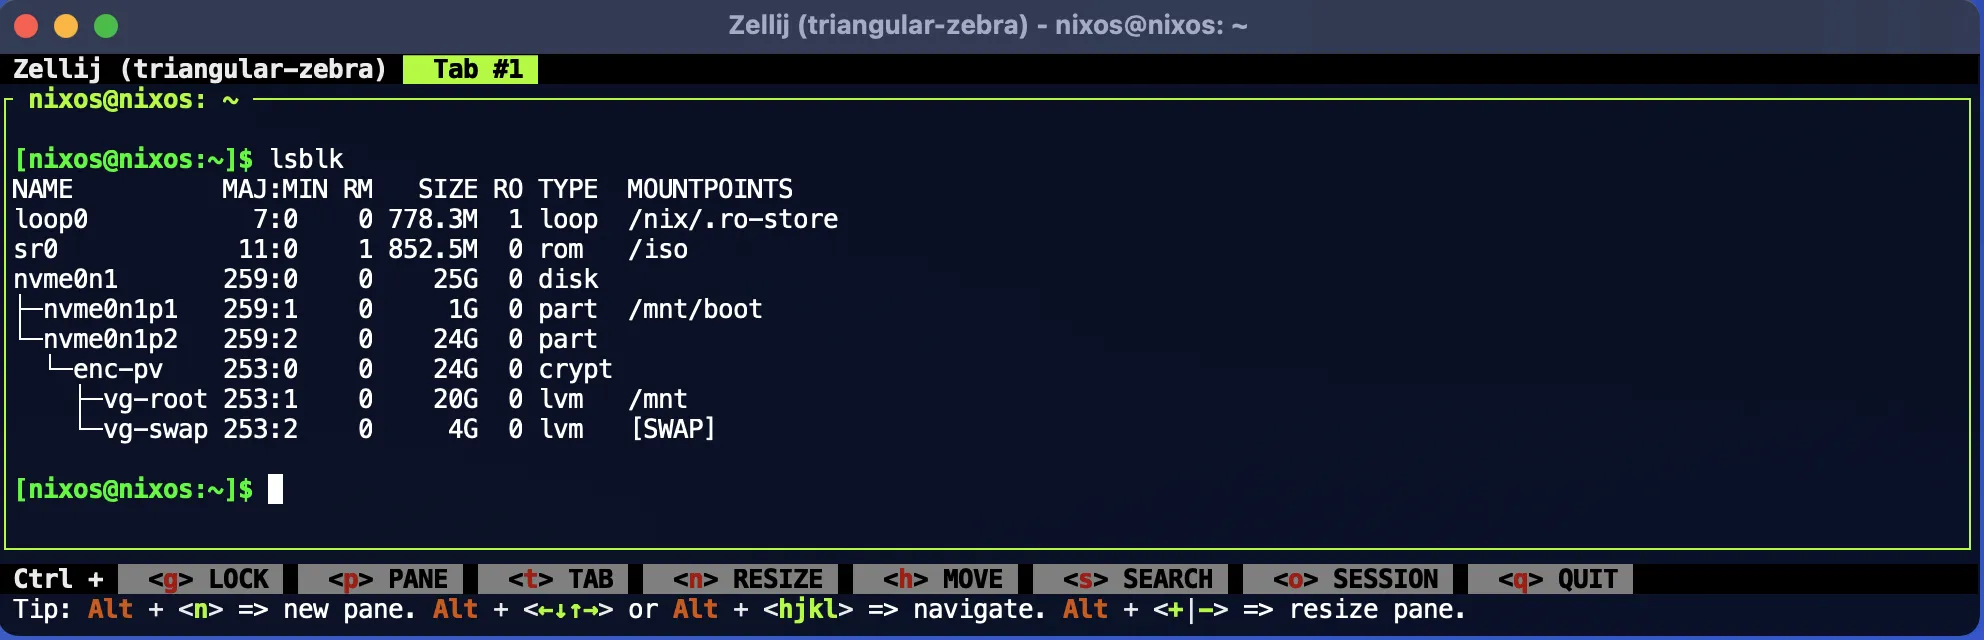 Zellij (triangular-zebra) - nixos@nixos: ~
Zellij (triangular-zebra)  Tab #1
nixos@nixos: ~
[nixos@nixos:~]$ lsblk
NAME          MAJ:MIN RM   SIZE RO TYPE  MOUNTPOINTS
loop0           7:0    0 778.3M  1 loop  /nix/.ro-store
sr0            11:0    1 852.5M  0 rom   /iso
nvme0n1       259:0    0    25G  0 disk
├─nvme0n1p1   259:1    0     1G  0 part  /mnt/boot
└─nvme0n1p2   259:2    0    24G  0 part
  └─enc-pv    253:0    0    24G  0 crypt
    ├─vg-root 253:1    0    20G  0 lvm   /mnt
    └─vg-swap 253:2    0     4G  0 lvm   [SWAP]
[nixos@nixos:~]$
Ctrl + <g> LOCK <p> PANE <t> TAB <n> RESIZE <h> MOVE <s> SEARCH <o> SESSION <q> QUIT
Tip: Alt + <n> => new pane. Alt + <←↓↑→> or Alt + <hjkl> => navigate. Alt + <+|-> => resize pane.